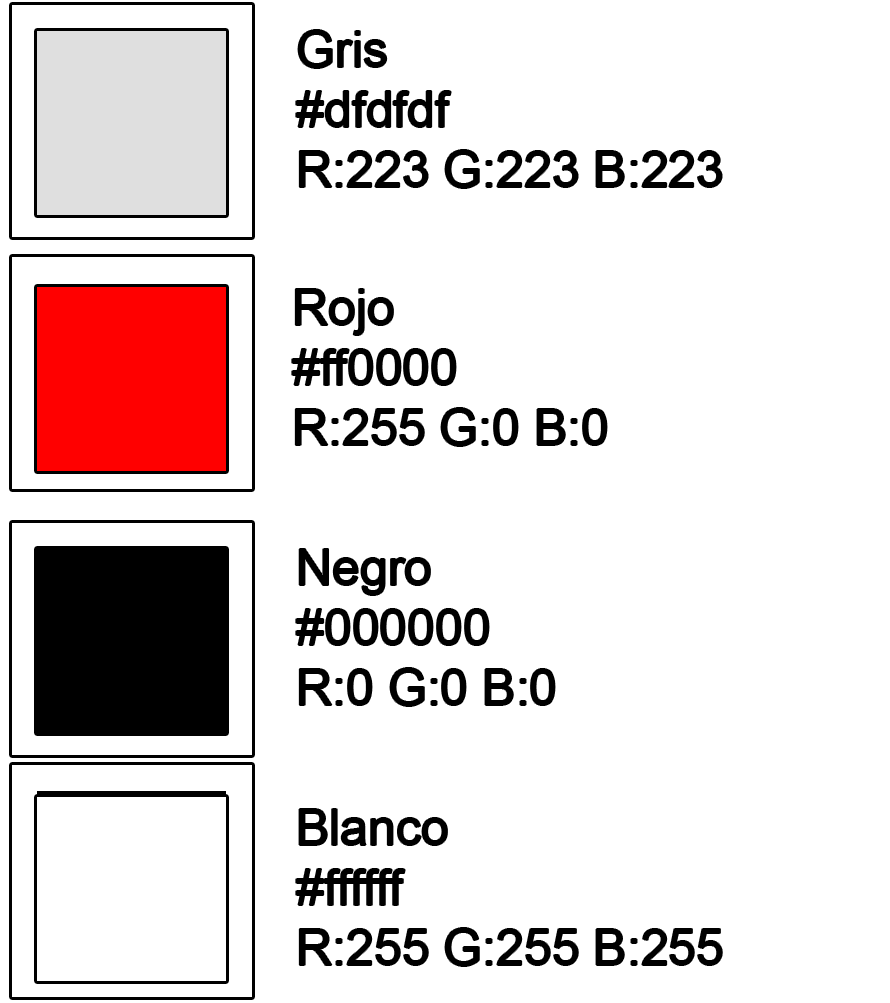 Gris
#dfdfdf
R:223 G:223 B:223
Rojo
#ff0000
R:255 G:0 B:0
Negro
#000000
R:0 G:0 B:0
Blanco
#ffffff
R:255 G:255 B:255